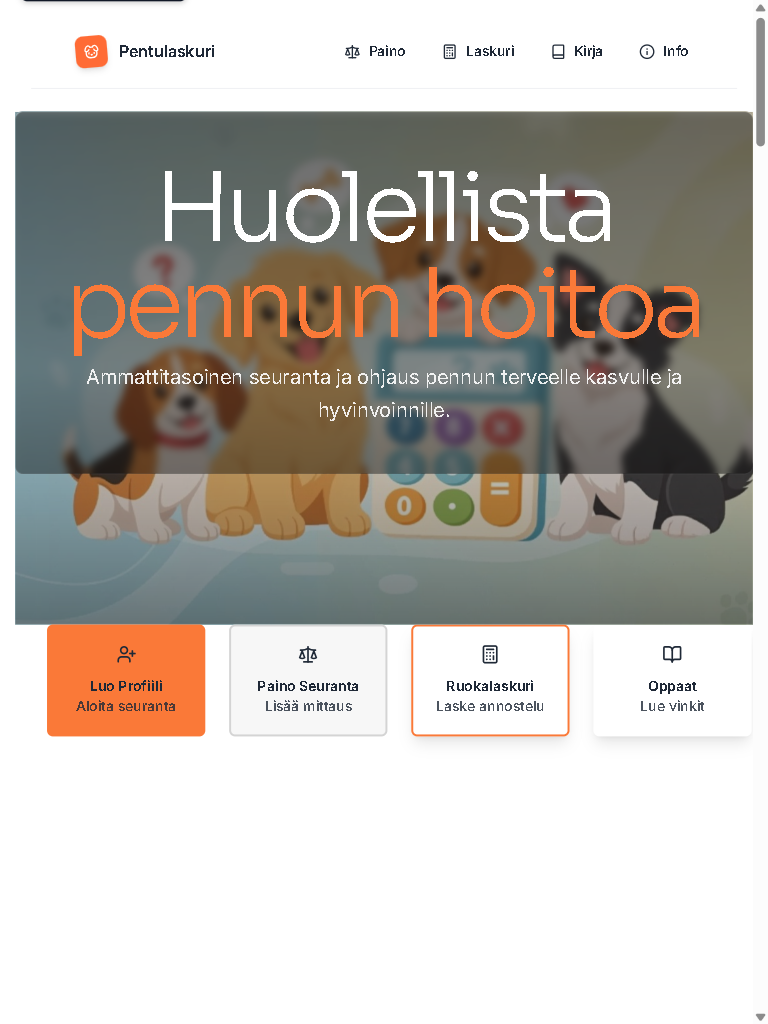 Pentulaskuri
Paino
Laskuri
Kirja
Info
Huolellista
pennun hoitoa
Ammattitasoinen seuranta ja ohjaus pennun terveelle kasvulle ja
hyvinvoinnille.
?
0 • =
Luo Profiili
Aloita seuranta
Paino Seuranta
Lisää mittaus
Ruokalaskuri
Laske annostelu
Oppaat
Lue vinkit